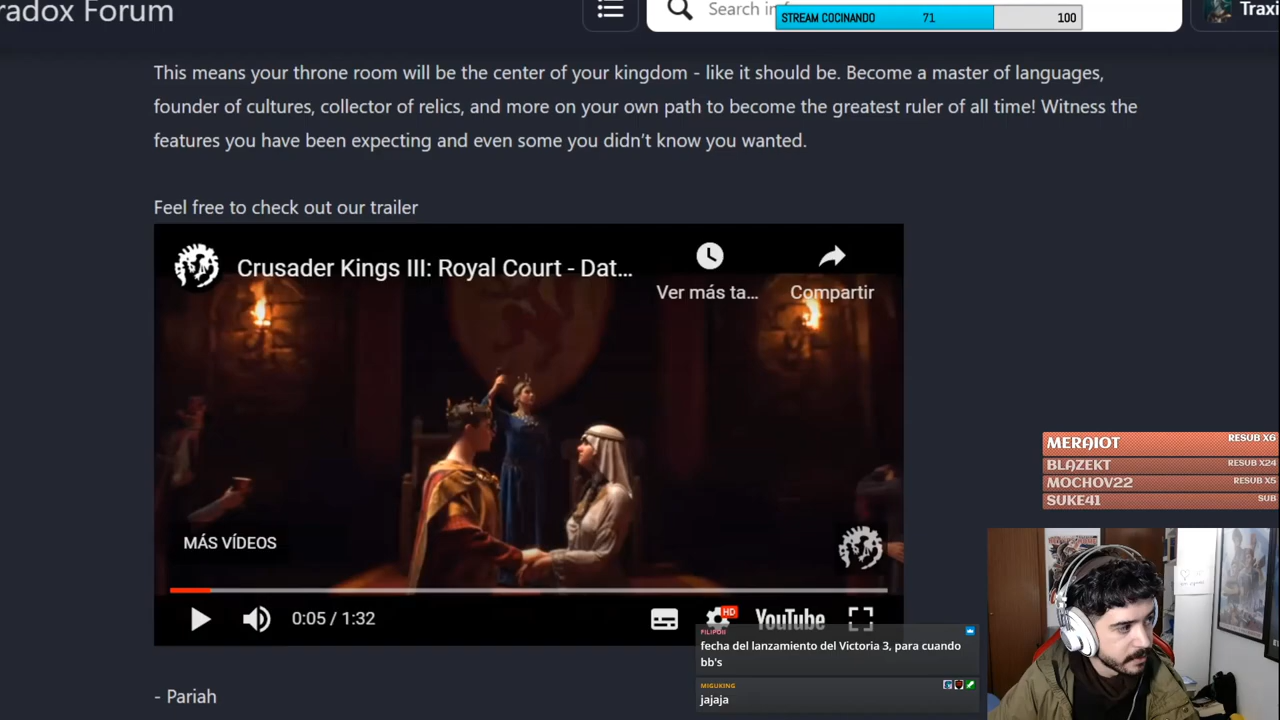 radox Forum
Search in
STREAM COCINANDO 71 100
Traxi
This means your throne room will be the center of your kingdom - like it should be. Become a master of languages,
founder of cultures, collector of relics, and more on your own path to become the greatest ruler of all time! Witness the
features you have been expecting and even some you didn’t know you wanted.
Feel free to check out our trailer
Crusader Kings III: Royal Court - Dat...
Ver más ta...
Compartir
MÁS VÍDEOS
0:05 / 1:32
HD
YouTube
MERAIOT RESUB X6
BLAZEKT RESUB X24
MOCHOV22 RESUB X5
SUKE41 SUB
FILIPOII
fecha del lanzamiento del Victoria 3, para cuando
bb's
MIGUKING
jajaja
- Pariah